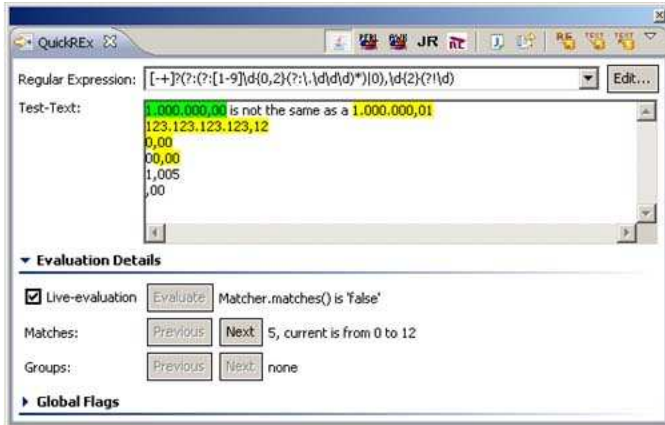 QuickREx
JR
Regular Expression: [-+]?(?:(?:[1-9]\d{0,2}(?:\.\d\d\d)*)|0),\d{2}(?!\d) Edit...
Test-Text: 1.000.000,00 is not the same as a 1.000.000,01
123.123.123.123,12
0,00
00,00
1,005
,00
Evaluation Details
Live-evaluation Evaluate Matcher.matches() is 'false'
Matches: Previous Next 5, current is from 0 to 12
Groups: Previous Next none
Global Flags